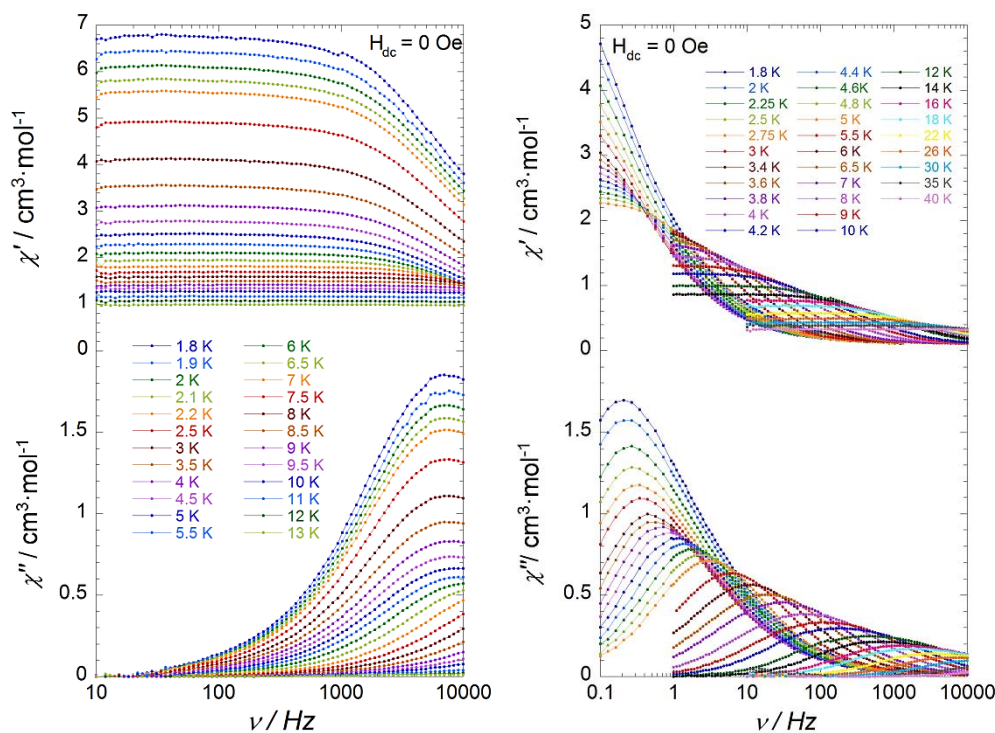 H_dc = 0 Oe
χ' / cm³·mol⁻¹
7
6
5
4
3
2
1
0
1.8 K 6 K
1.9 K 6.5 K
2 K 7 K
2.1 K 7.5 K
2.2 K 8 K
2.5 K 8.5 K
3 K 9 K
3.5 K 9.5 K
4 K 10 K
4.5 K 11 K
5 K 12 K
5.5 K 13 K
χ'' / cm³·mol⁻¹
1.5
1
0.5
0
10 100 1000 10000
ν / Hz
H_dc = 0 Oe
χ' / cm³·mol⁻¹
5
4
3
2
1
0
1.8 K 4.4 K 12 K
2 K 4.6K 14 K
2.25 K 4.8 K 16 K
2.5 K 5 K 18 K
2.75 K 5.5 K 22 K
3 K 6 K 26 K
3.4 K 6.5 K 30 K
3.6 K 7 K 35 K
3.8 K 8 K 40 K
4 K 9 K
4.2 K 10 K
χ'' / cm³·mol⁻¹
1.5
1
0.5
0
0.1 1 10 100 1000 10000
ν / Hz